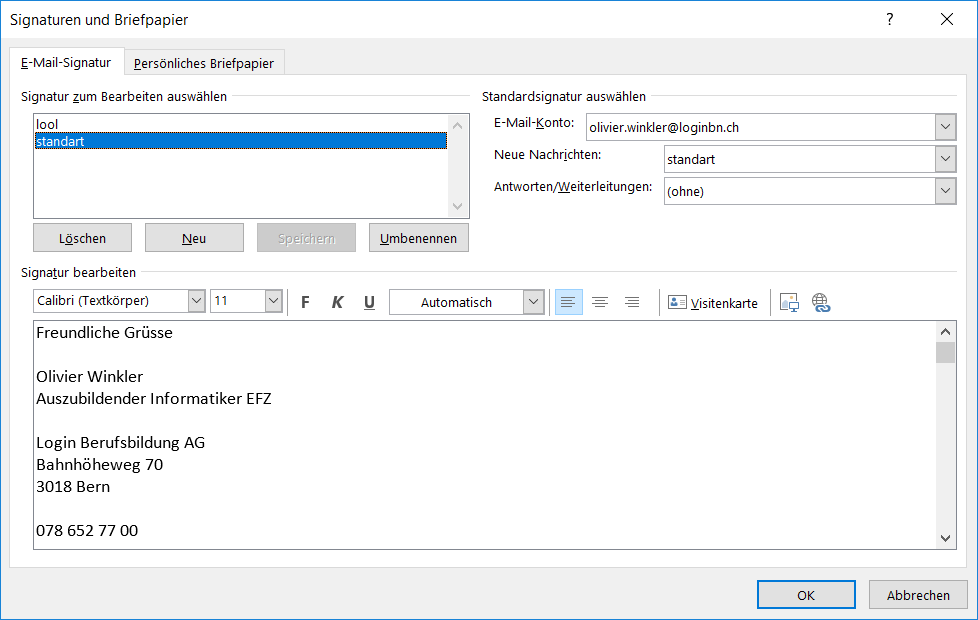 Signaturen und Briefpapier
?
E-Mail-Signatur
Persönliches Briefpapier
Signatur zum Bearbeiten auswählen
lool
standart
Löschen
Neu
Speichern
Umbenennen
Standardsignatur auswählen
E-Mail-Konto: olivier.winkler@loginbn.ch
Neue Nachrichten: standart
Antworten/Weiterleitungen: (ohne)
Signatur bearbeiten
Calibri (Textkörper) 11 F K U Automatisch Visitenkarte
Freundliche Grüsse
Olivier Winkler
Auszubildender Informatiker EFZ
Login Berufsbildung AG
Bahnhöheweg 70
3018 Bern
078 652 77 00
OK
Abbrechen